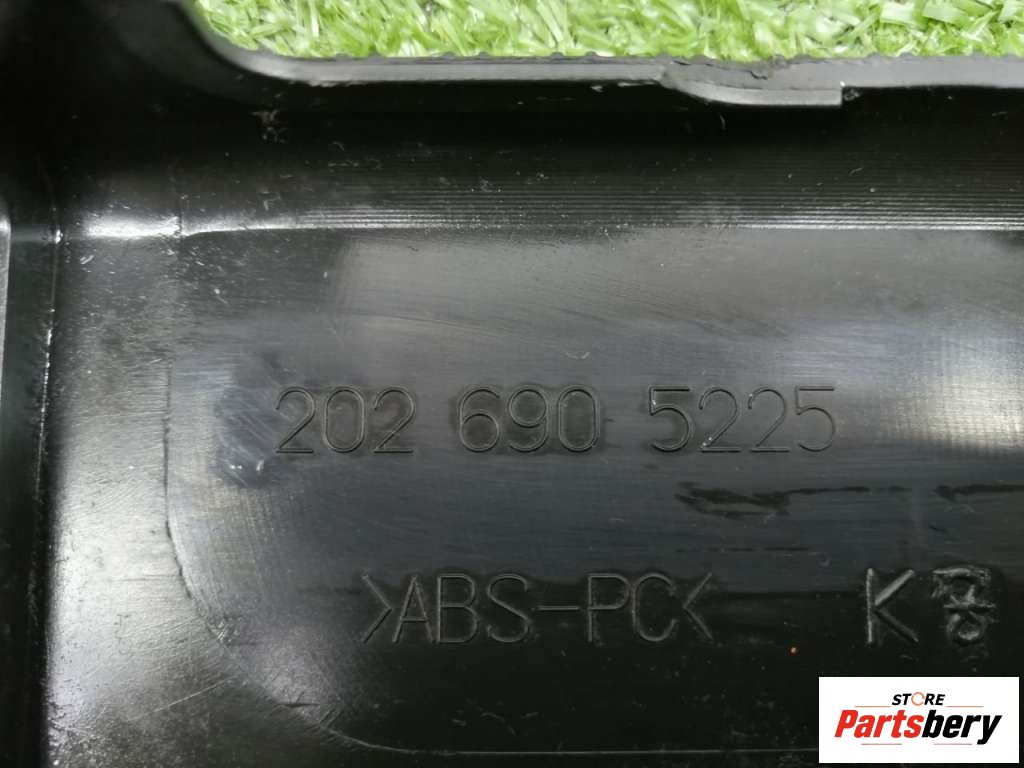 202 690 5225
>ABS-PC< K
STORE
Partsbery